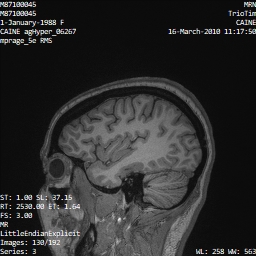 M87100045
M87100045
1-January-1988 F
CAINE agHyper_06267
mprage_5e RMS
MRN
TrioTim
CAINE
16-March-2010 11:17:50
ST: 1.00 SL: 37.15
RT: 2530.00 ET: 1.64
FS: 3.00
MR
LittleEndianExplicit
Images: 130/192
Series: 3
WL: 258 WW: 563